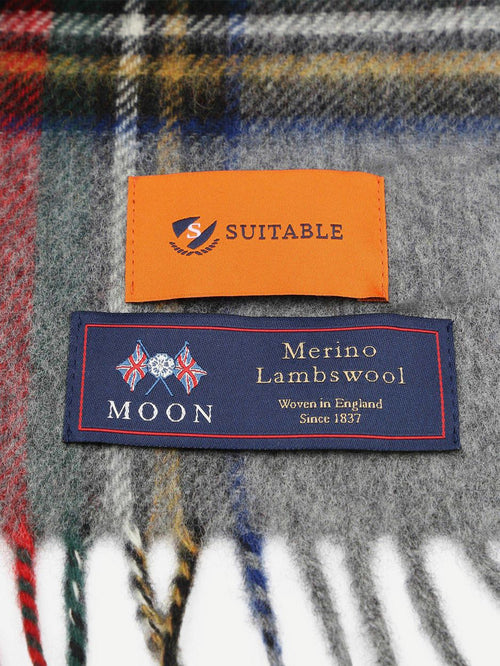 S
SUITABLE
MOON
Merino
Lambswool
Woven in England
Since 1837